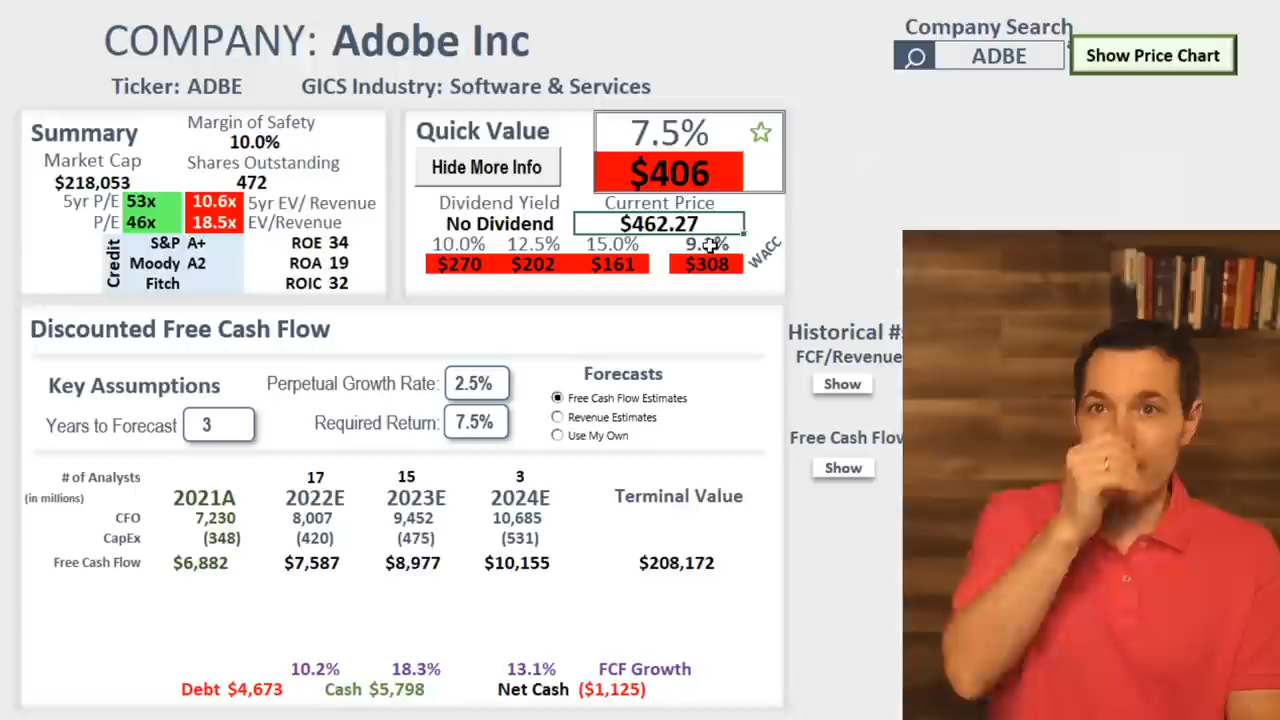 COMPANY: Adobe Inc
Ticker: ADBE GICS Industry: Software & Services
Company Search
ADBE
Show Price Chart
Summary
Margin of Safety
10.0%
Market Cap Shares Outstanding
$218,053 472
5yr P/E 53x 10.6x 5yr EV/ Revenue
P/E 46x 18.5x EV/Revenue
Credit
S&P A+ ROE 34
Moody A2 ROA 19
Fitch ROIC 32
Quick Value 7.5%
Hide More Info $406
Dividend Yield Current Price
No Dividend $462.27
10.0% 12.5% 15.0%
$270 $202 $161 $308
WACC
Discounted Free Cash Flow
Key Assumptions
Perpetual Growth Rate: 2.5%
Years to Forecast 3
Required Return: 7.5%
Forecasts
Free Cash Flow Estimates
Revenue Estimates
Use My Own
# of Analysts 17 15 3
(in millions) 2021A 2022E 2023E 2024E Terminal Value
CFO 7,230 8,007 9,452 10,685
CapEx (348) (420) (475) (531)
Free Cash Flow $6,882 $7,587 $8,977 $10,155 $208,172
10.2% 18.3% 13.1% FCF Growth
Debt $4,673 Cash $5,798 Net Cash ($1,125)
Historical #
FCF/Revenue
Show
Free Cash Flow
Show